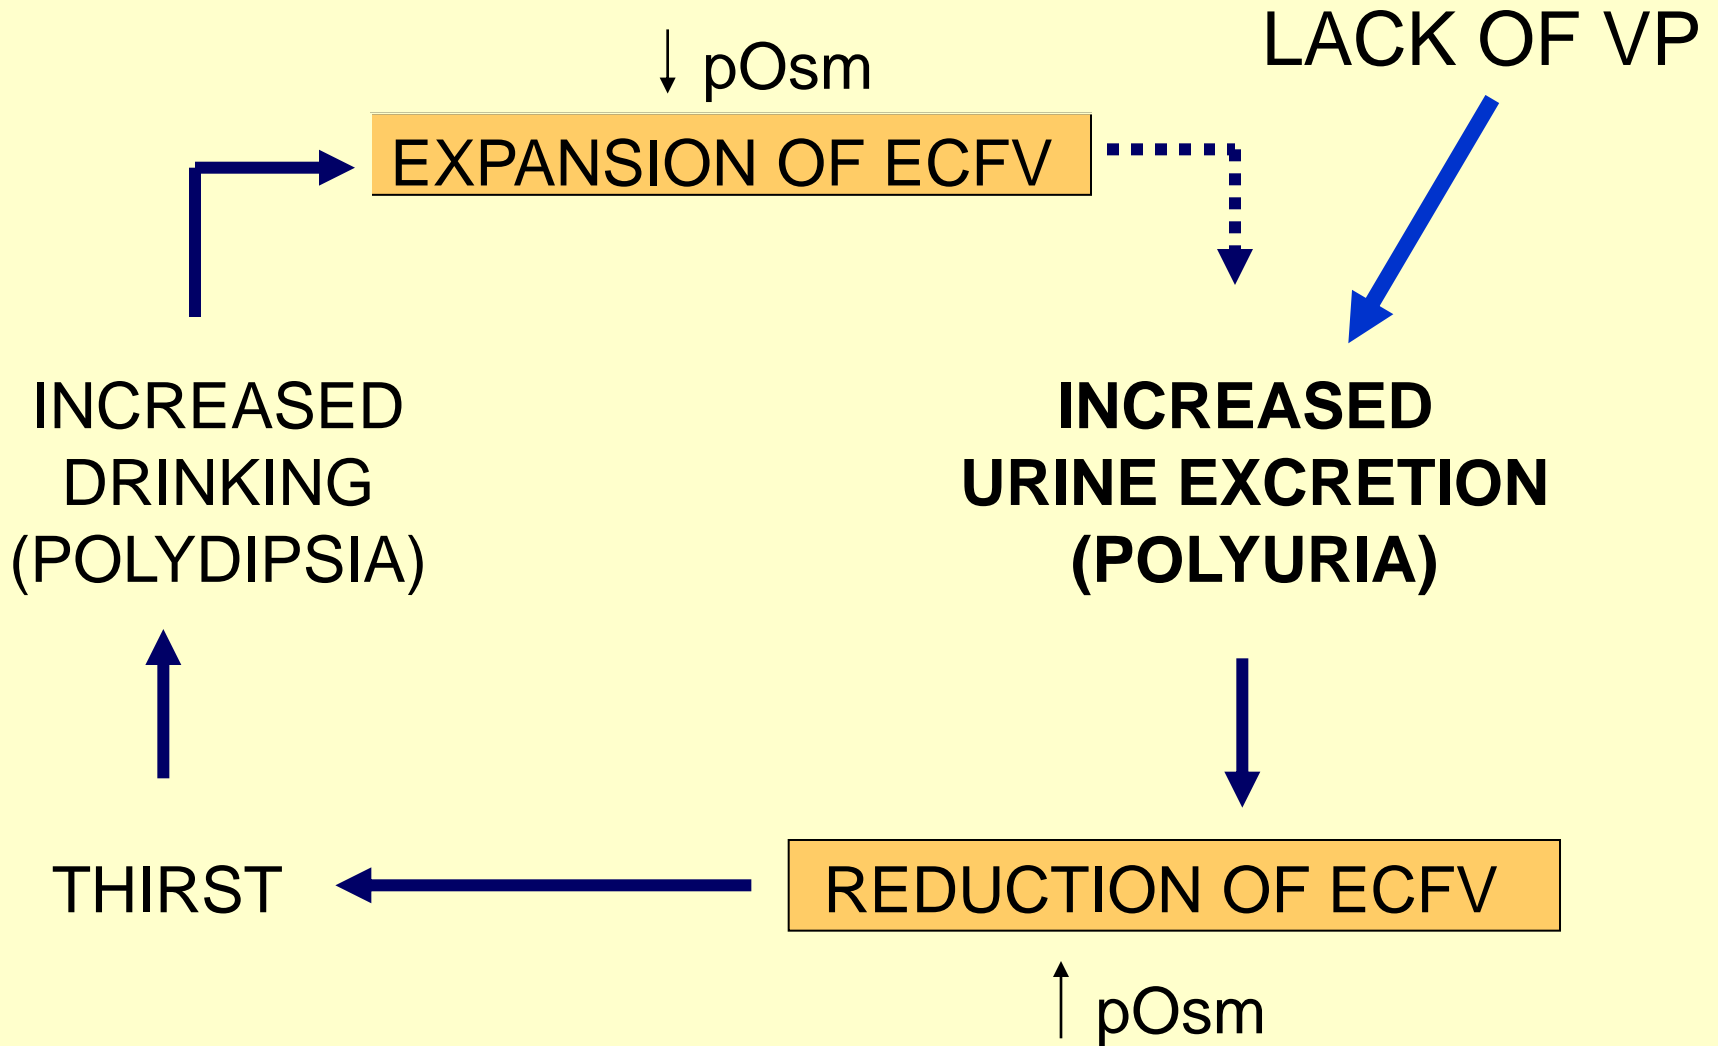 LACK OF VP
pOsm
EXPANSION OF ECFV
INCREASED
DRINKING
(POLYDIPSIA)
INCREASED
URINE EXCRETION
(POLYURIA)
THIRST
REDUCTION OF ECFV
pOsm